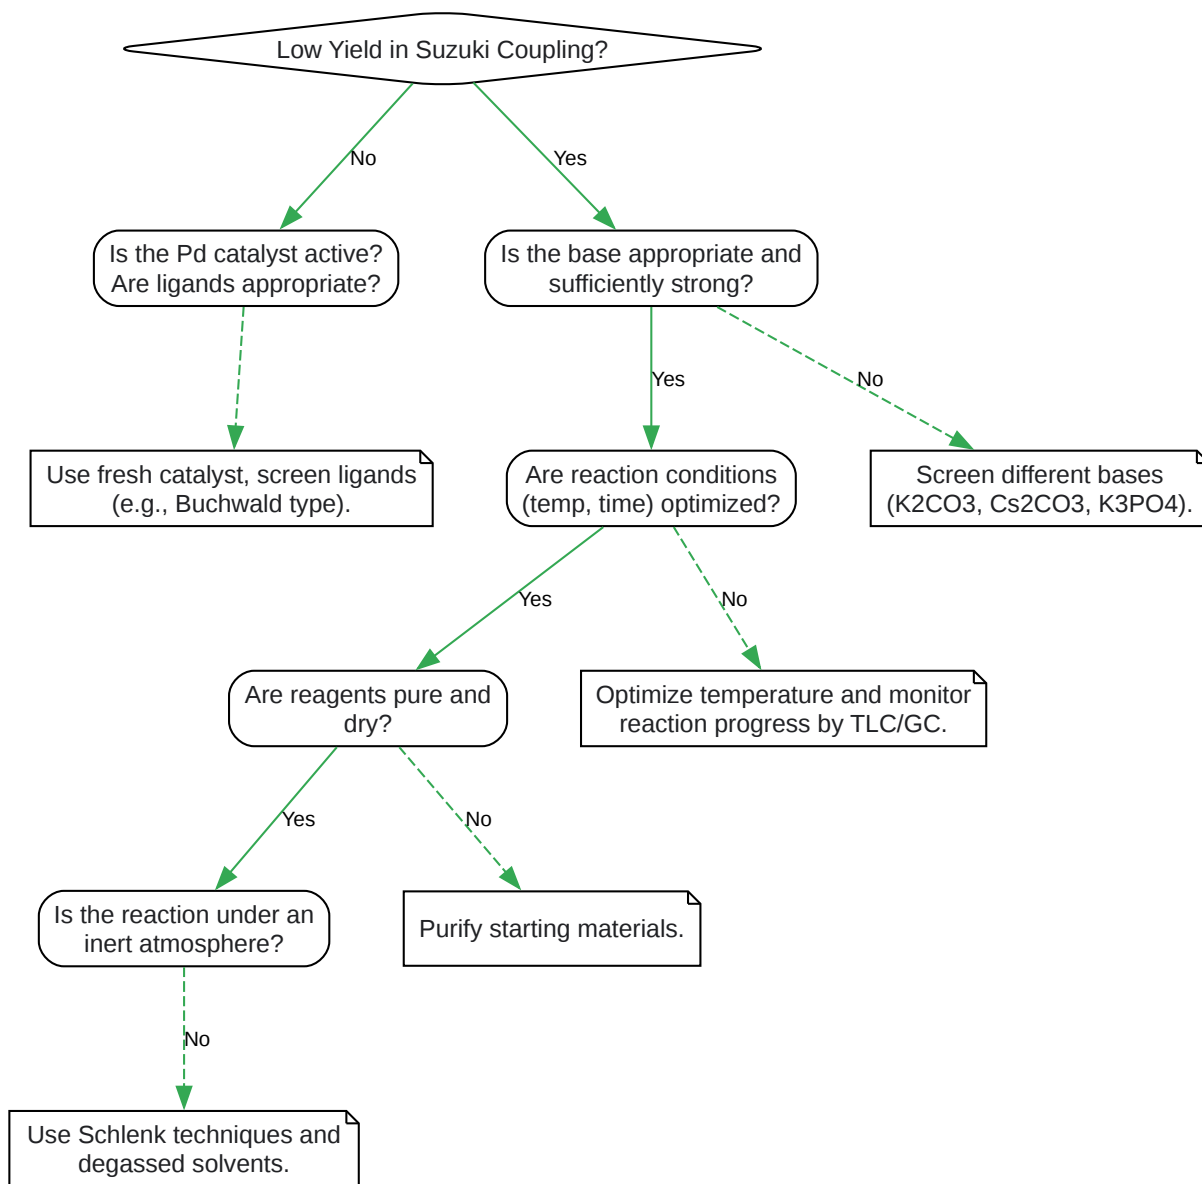 Low Yield in Suzuki Coupling?
No
Yes
Is the Pd catalyst active?
Are ligands appropriate?
Is the base appropriate and
sufficiently strong?
Yes
No
Use fresh catalyst, screen ligands
(e.g., Buchwald type).
Are reaction conditions
(temp, time) optimized?
Screen different bases
(K2CO3, Cs2CO3, K3PO4).
Yes
No
Are reagents pure and
dry?
Optimize temperature and monitor
reaction progress by TLC/GC.
Yes
No
Is the reaction under an
inert atmosphere?
Purify starting materials.
No
Use Schlenk techniques and
degassed solvents.